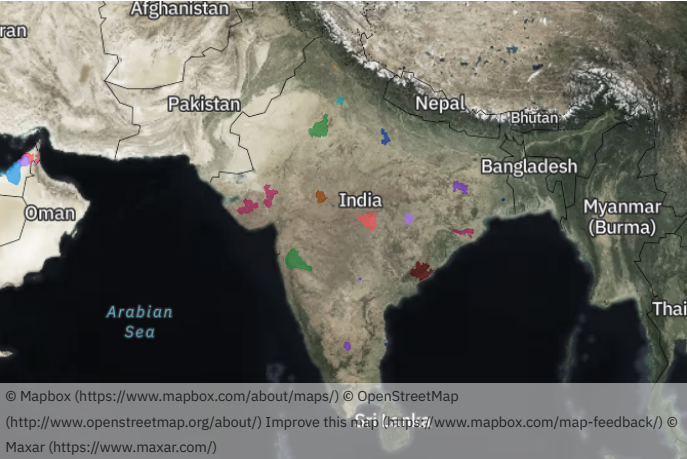 Afghanistan
ran
Pakistan
Nepal
Bhutan
Bangladesh
India
Oman
Myanmar
(Burma)
Arabian
Sea
Thai
Sri Lanka
© Mapbox (https://www.mapbox.com/about/maps/) © OpenStreetMap
(http://www.openstreetmap.org/about/) Improve this map (https://www.mapbox.com/map-feedback/) ©
Maxar (https://www.maxar.com/)